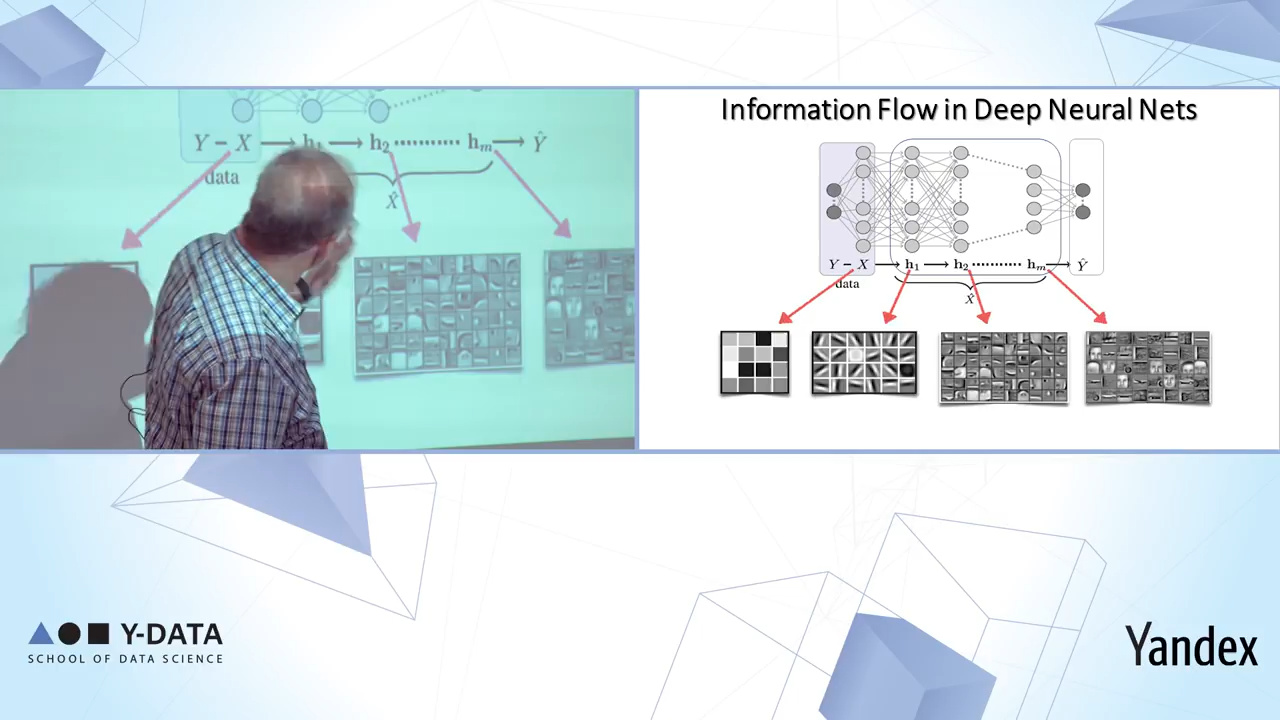 Y – X → h1 → h2 ........ hm → Ŷ
data
X̂
Information Flow in Deep Neural Nets
Y – X → h1 → h2 ........ hm → Ŷ
data
X̂
Y-DATA
SCHOOL OF DATA SCIENCE
Yandex